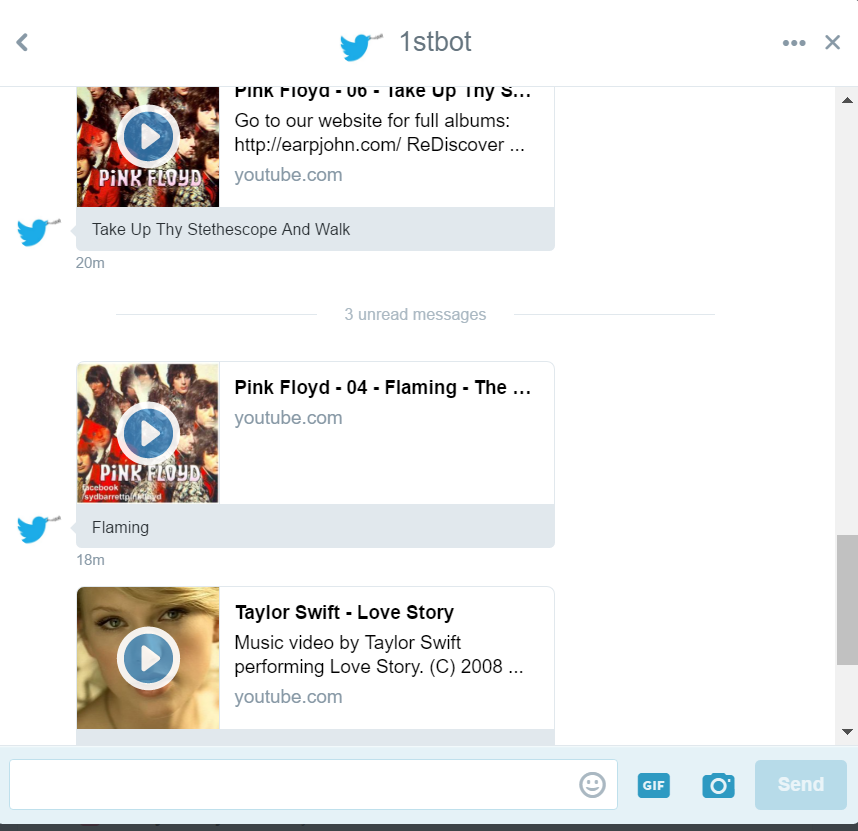 1stbot
Pink Floyd - 06 - Take Up Thy S...
Go to our website for full albums:
http://earpjohn.com/ ReDiscover ...
youtube.com
PINK FLOYD
Take Up Thy Stethescope And Walk
20m
3 unread messages
Pink Floyd - 04 - Flaming - The ...
youtube.com
PINK FLOYD
facebook
/sydbarrettpinkfloyd
Flaming
18m
Taylor Swift - Love Story
Music video by Taylor Swift
performing Love Story. (C) 2008 ...
youtube.com
GIF
Send